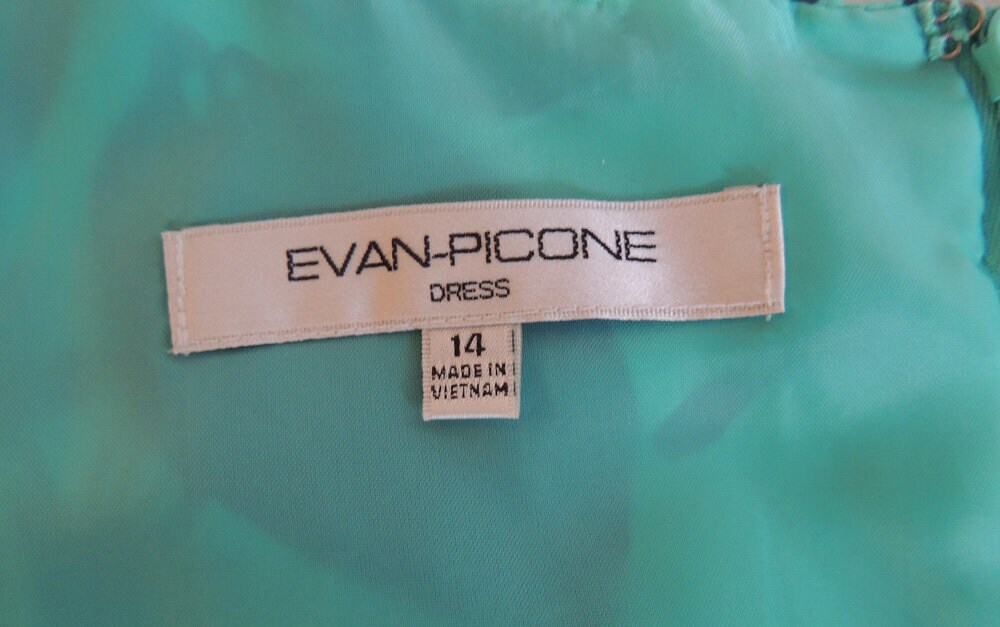 EVAN-PICONE
DRESS
14
MADE IN
VIETNAM